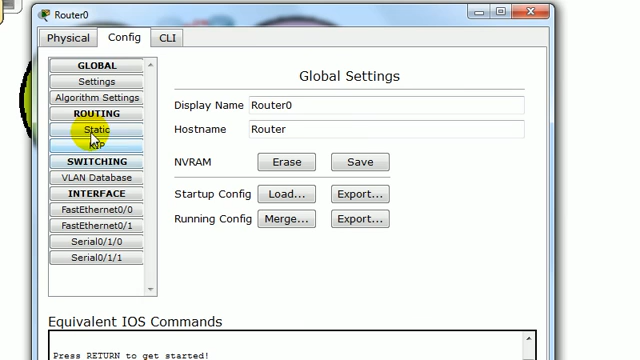 Router0
Physical Config CLI
GLOBAL
Settings
Algorithm Settings
ROUTING
Static
RIP
SWITCHING
VLAN Database
INTERFACE
FastEthernet0/0
FastEthernet0/1
Serial0/1/0
Serial0/1/1
Global Settings
Display Name Router0
Hostname Router
NVRAM Erase Save
Startup Config Load... Export...
Running Config Merge... Export...
Equivalent IOS Commands
Press RETURN to get started!